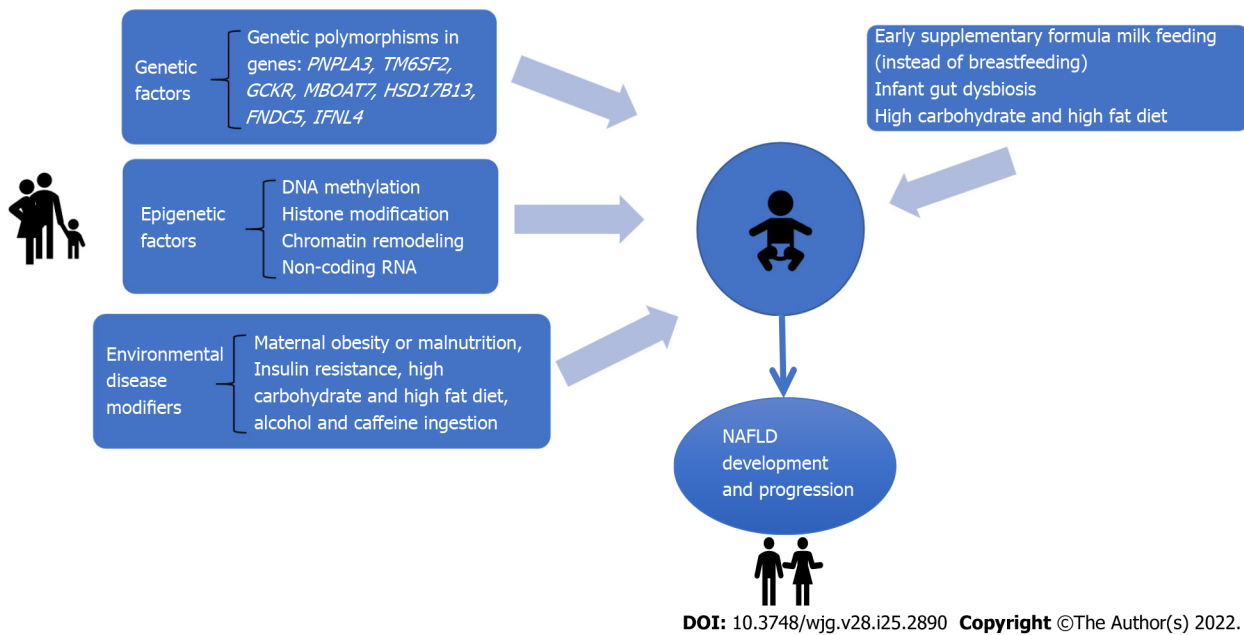 Genetic
factors
Genetic polymorphisms in
genes: PNPLA3, TM6SF2,
GCKR, MBOAT7, HSD17B13,
FNDC5, IFNL4
Epigenetic
factors
DNA methylation
Histone modification
Chromatin remodeling
Non-coding RNA
Environmental
disease
modifiers
Maternal obesity or malnutrition,
Insulin resistance, high
carbohydrate and high fat diet,
alcohol and caffeine ingestion
Early supplementary formula milk feeding
(instead of breastfeeding)
Infant gut dysbiosis
High carbohydrate and high fat diet
NAFLD
development
and progression
DOI: 10.3748/wjg.v28.i25.2890 Copyright ©The Author(s) 2022.